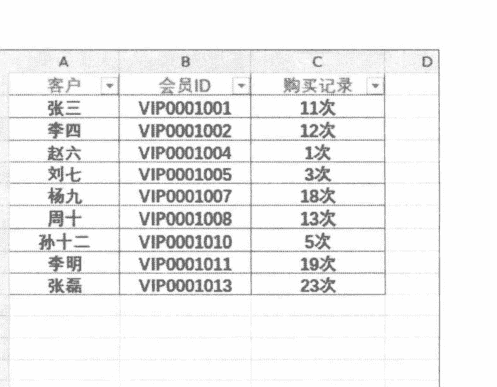 A B C D
客户 会员ID 购买记录
张三 VIP0001001 11次
李四 VIP0001002 12次
赵六 VIP0001004 1次
刘七 VIP0001005 3次
杨九 VIP0001007 18次
周十 VIP0001008 13次
孙十二 VIP0001010 5次
李明 VIP0001011 19次
张磊 VIP0001013 23次